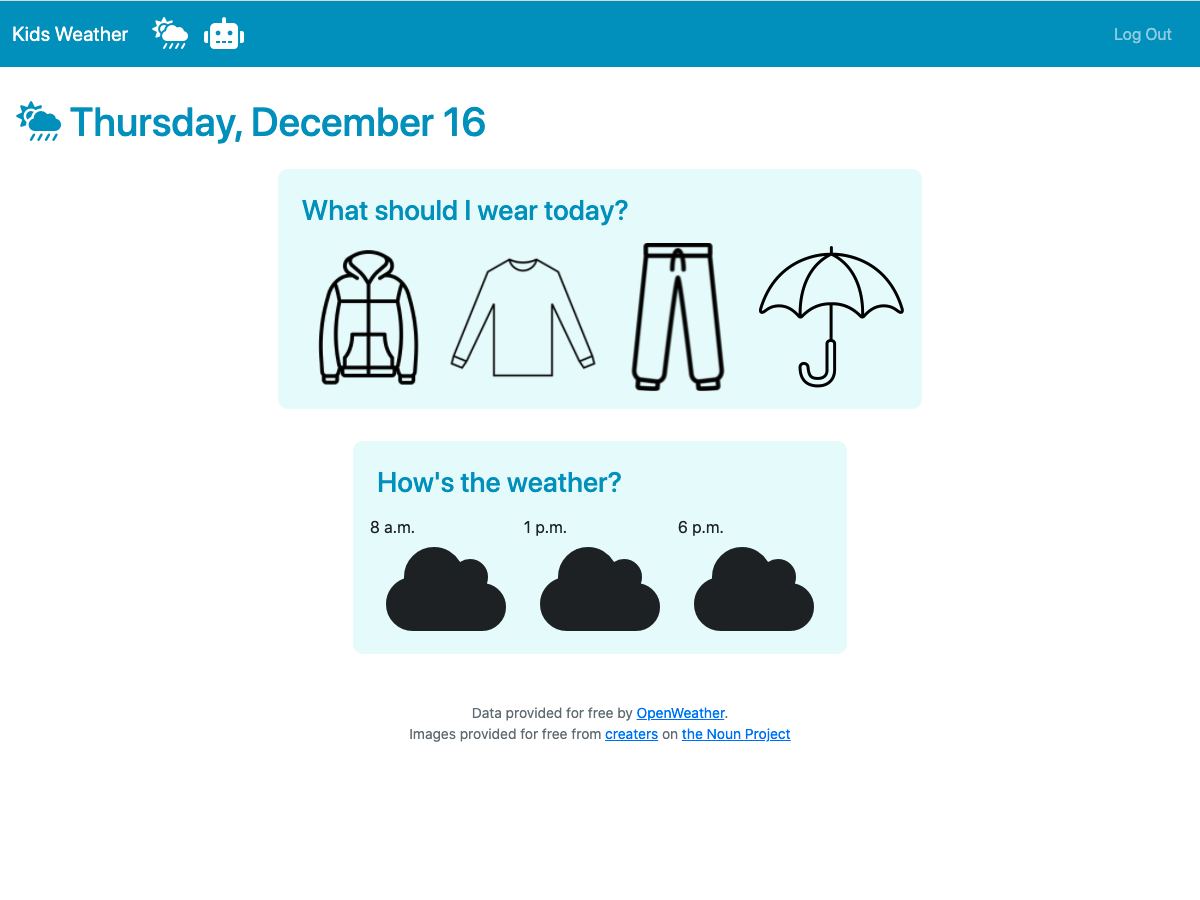 Kids Weather
Log Out
Thursday, December 16
What should I wear today?
How's the weather?
8 a.m.
1 p.m.
6 p.m.
Data provided for free by OpenWeather.
Images provided for free from creaters on the Noun Project